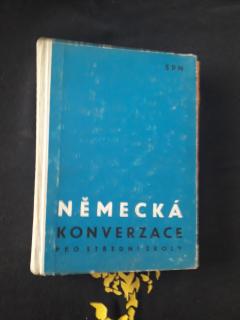 SPN
NĚMECKÁ
KONVERZACE
PRO STŘEDNÍ ŠKOLY